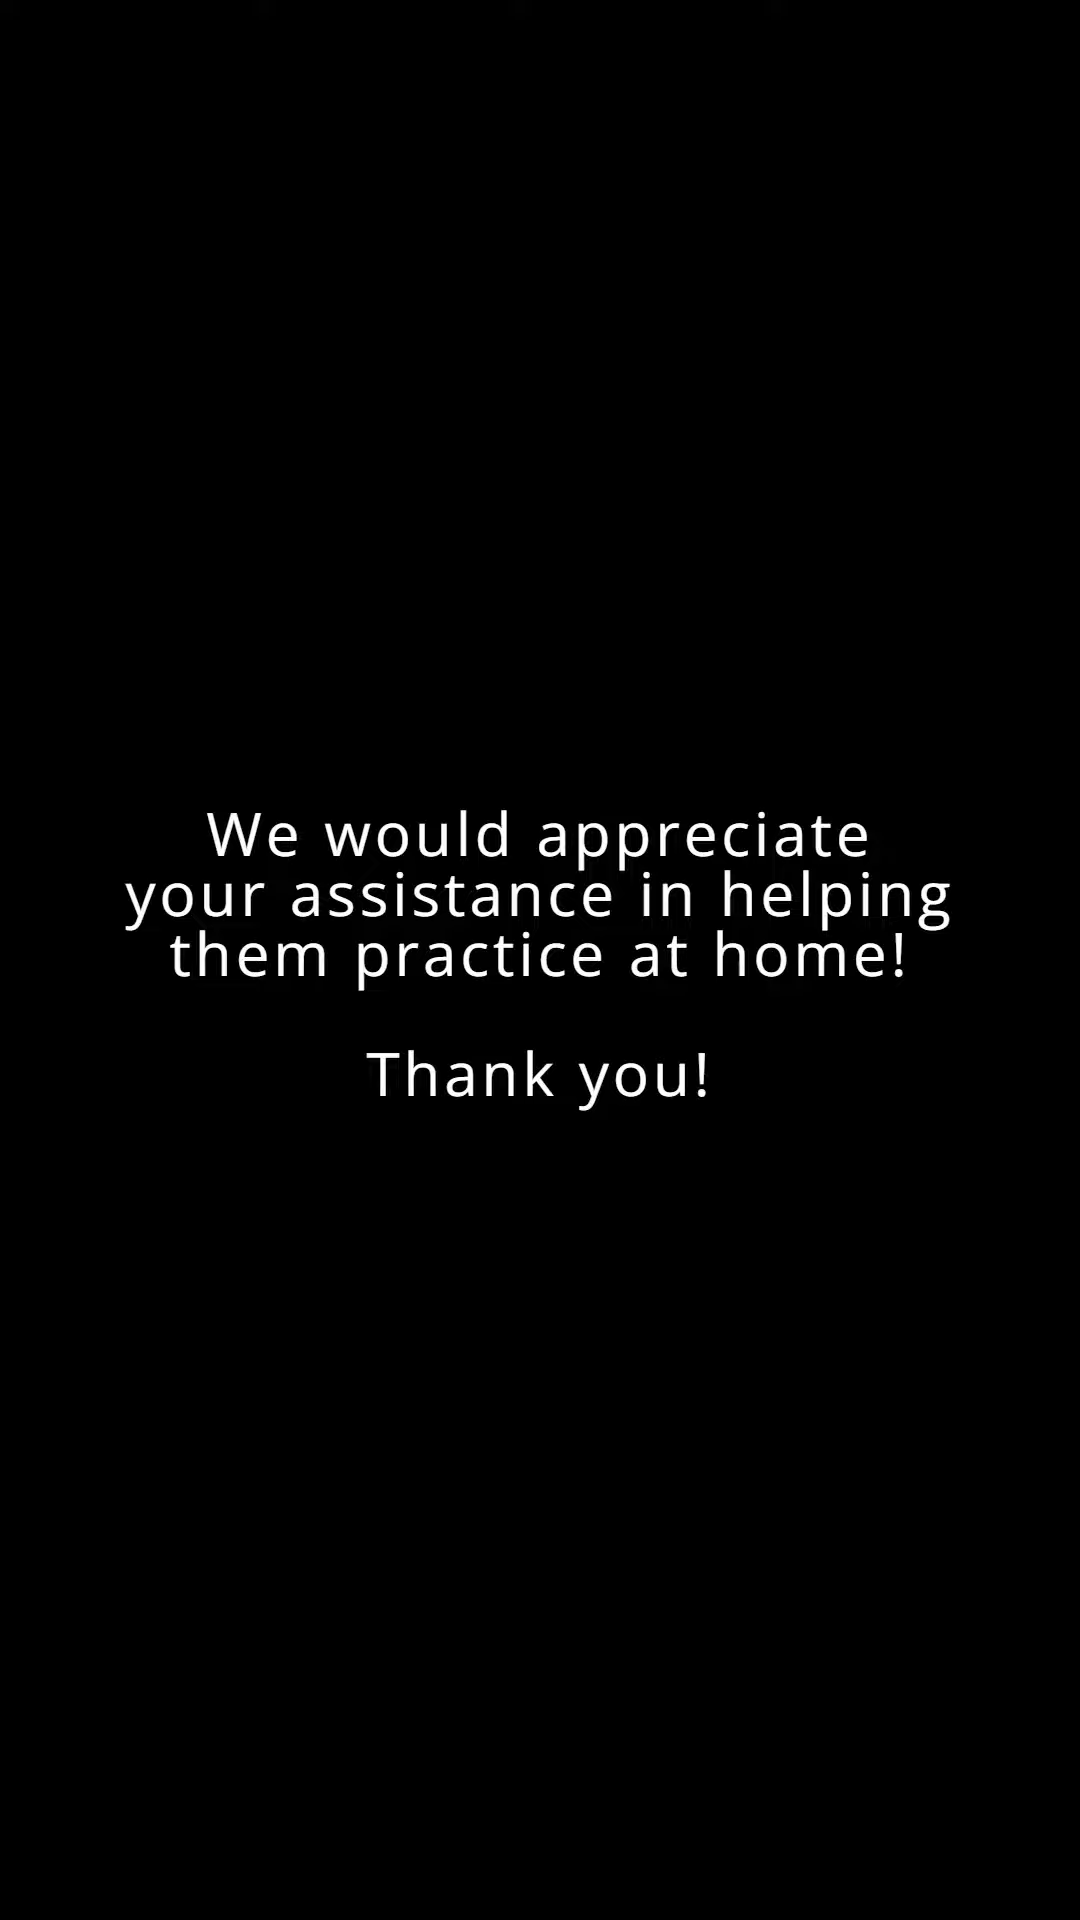 We would appreciate
your assistance in helping
them practice at home!
Thank you!